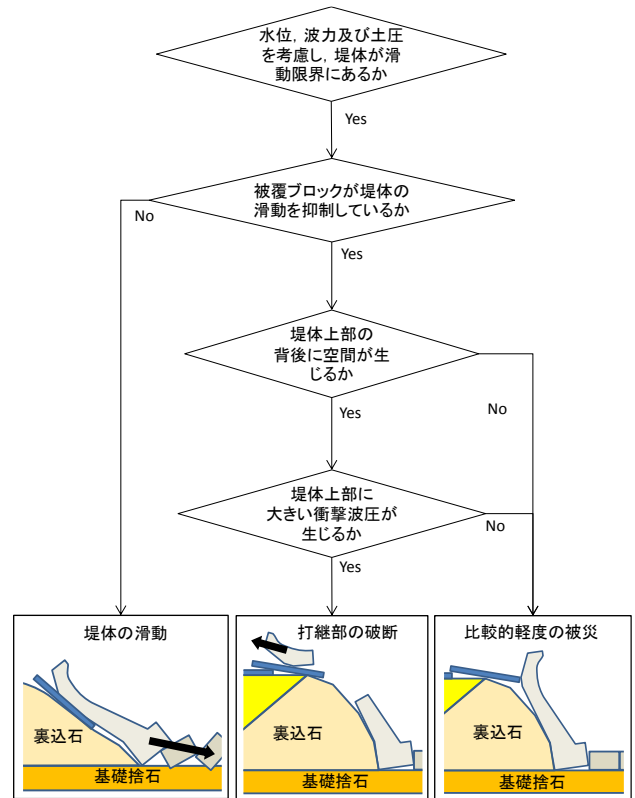 水位，波力及び土圧
を考慮し，堤体が滑
動限界にあるか
Yes
被覆ブロックが堤体の
滑動を抑制しているか
No
Yes
堤体上部の
背後に空間が生
じるか
Yes
No
堤体上部に
大きい衝撃波圧が
生じるか
No
Yes
堤体の滑動
裏込石
基礎捨石
打継部の破断
裏込石
基礎捨石
比較的軽度の被災
裏込石
基礎捨石